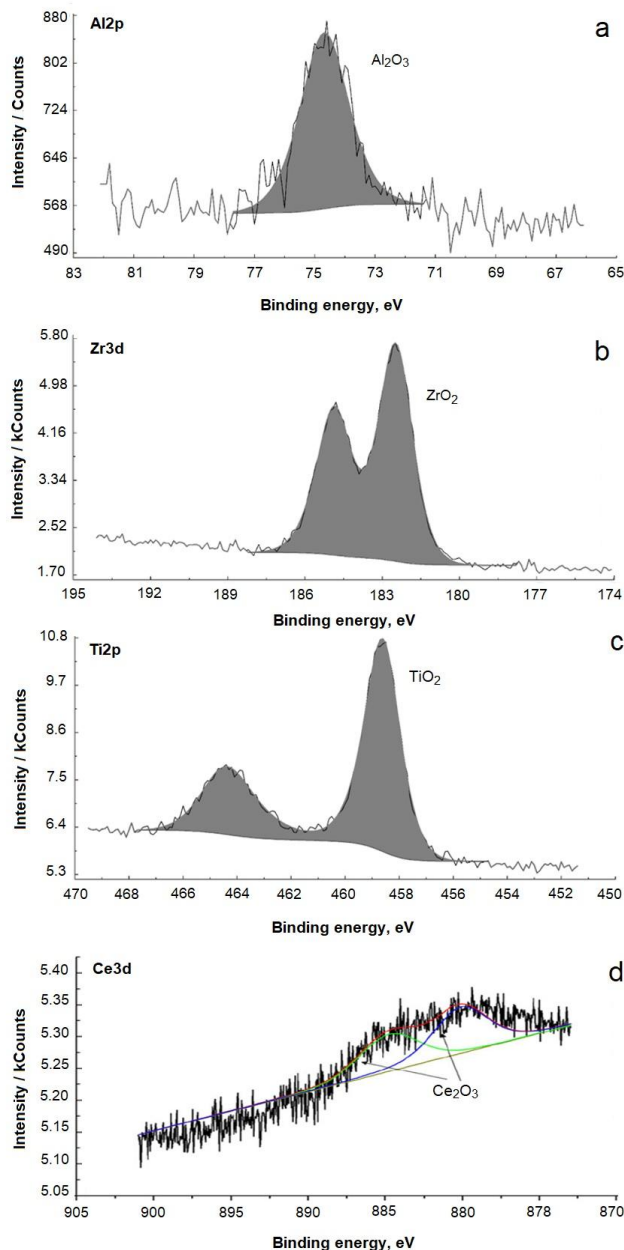 Al2p
a
Al2O3
Intensity / Counts
880
802
724
646
568
490
83 81 79 77 75 73 71 69 67 65
Binding energy, eV
Zr3d
b
ZrO2
Intensity / kCounts
5.80
4.98
4.16
3.34
2.52
1.70
195 192 189 186 183 180 177 174
Binding energy, eV
Ti2p
c
TiO2
Intensity / kCounts
10.8
9.7
8.6
7.5
6.4
5.3
470 468 466 464 462 460 458 456 454 452 450
Binding energy, eV
Ce3d
d
Ce2O3
Intensity / kCounts
5.40
5.35
5.30
5.25
5.20
5.15
5.10
5.05
905 900 895 890 885 880 878 870
Binding energy, eV